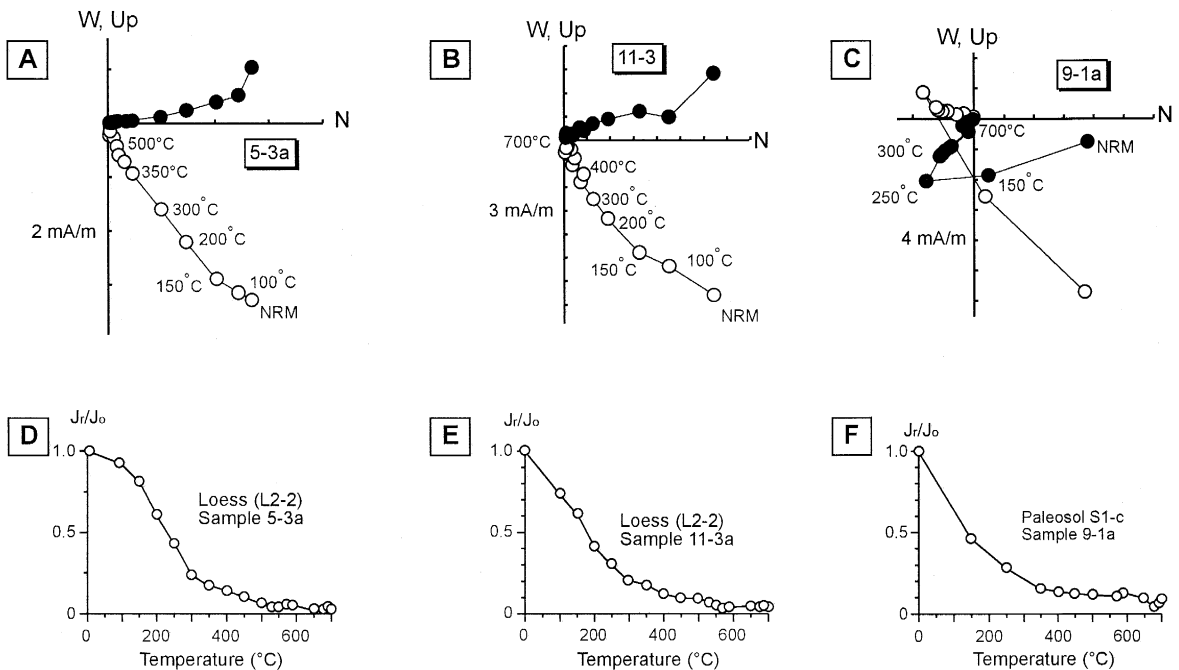 A
W, Up
N
5-3a
500°C
350°C
300°C
200°C
150°C
100°C
NRM
2 mA/m
B
W, Up
11-3
N
700°C
400°C
300°C
200°C
150°C
100°C
NRM
3 mA/m
C
W, Up
9-1a
700°C
NRM
300°C
250°C
150°C
4 mA/m
D
Jr/Jo
1.0
0.5
0
Loess (L2-2)
Sample 5-3a
0 200 400 600
Temperature (°C)
E
Jr/Jo
1.0
0.5
0
Loess (L2-2)
Sample 11-3a
0 200 400 600
Temperature (°C)
F
Jr/Jo
1.0
0.5
0
Paleosol S1-c
Sample 9-1a
0 200 400 600
Temperature (°C)